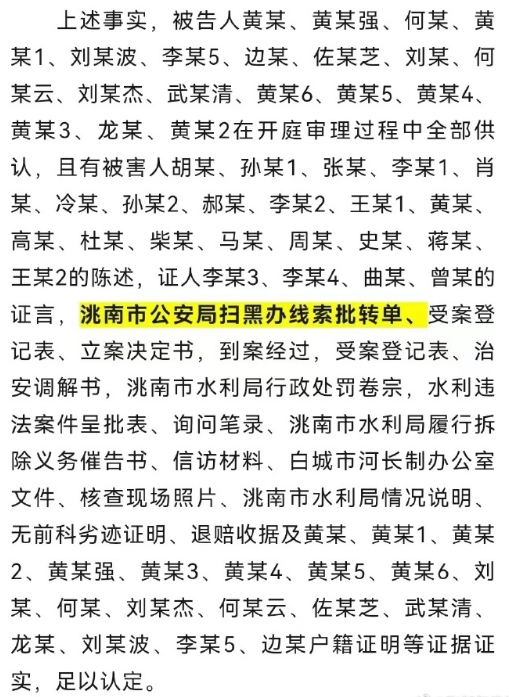 上述事实，被告人黄某、黄某强、何某、黄
某1、刘某波、李某5、边某、佐某芝、刘某、何
某云、刘某杰、武某清、黄某6、黄某5、黄某4、
黄某3、龙某、黄某2在开庭审理过程中全部供
认，且有被害人胡某、孙某1、张某、李某1、肖
某、冷某、孙某2、郝某、李某2、王某1、黄某、
高某、杜某、柴某、马某、周某、史某、蒋某、
王某2的陈述，证人李某3、李某4、曲某、曾某的
证言，洮南市公安局扫黑办线索批转单、受案登
记表、立案决定书，到案经过，受案登记表、治
安调解书，洮南市水利局行政处罚卷宗，水利违
法案件呈批表、询问笔录、洮南市水利局履行拆
除义务催告书、信访材料、白城市河长制办公室
文件、核查现场照片、洮南市水利局情况说明、
无前科劣迹证明、退赔收据及黄某、黄某1、黄某
2、黄某强、黄某3、黄某4、黄某5、黄某6、刘
某、何某、刘某杰、何某云、佐某芝、武某清、
龙某、刘某波、李某5、边某户籍证明等证据证
实，足以认定。